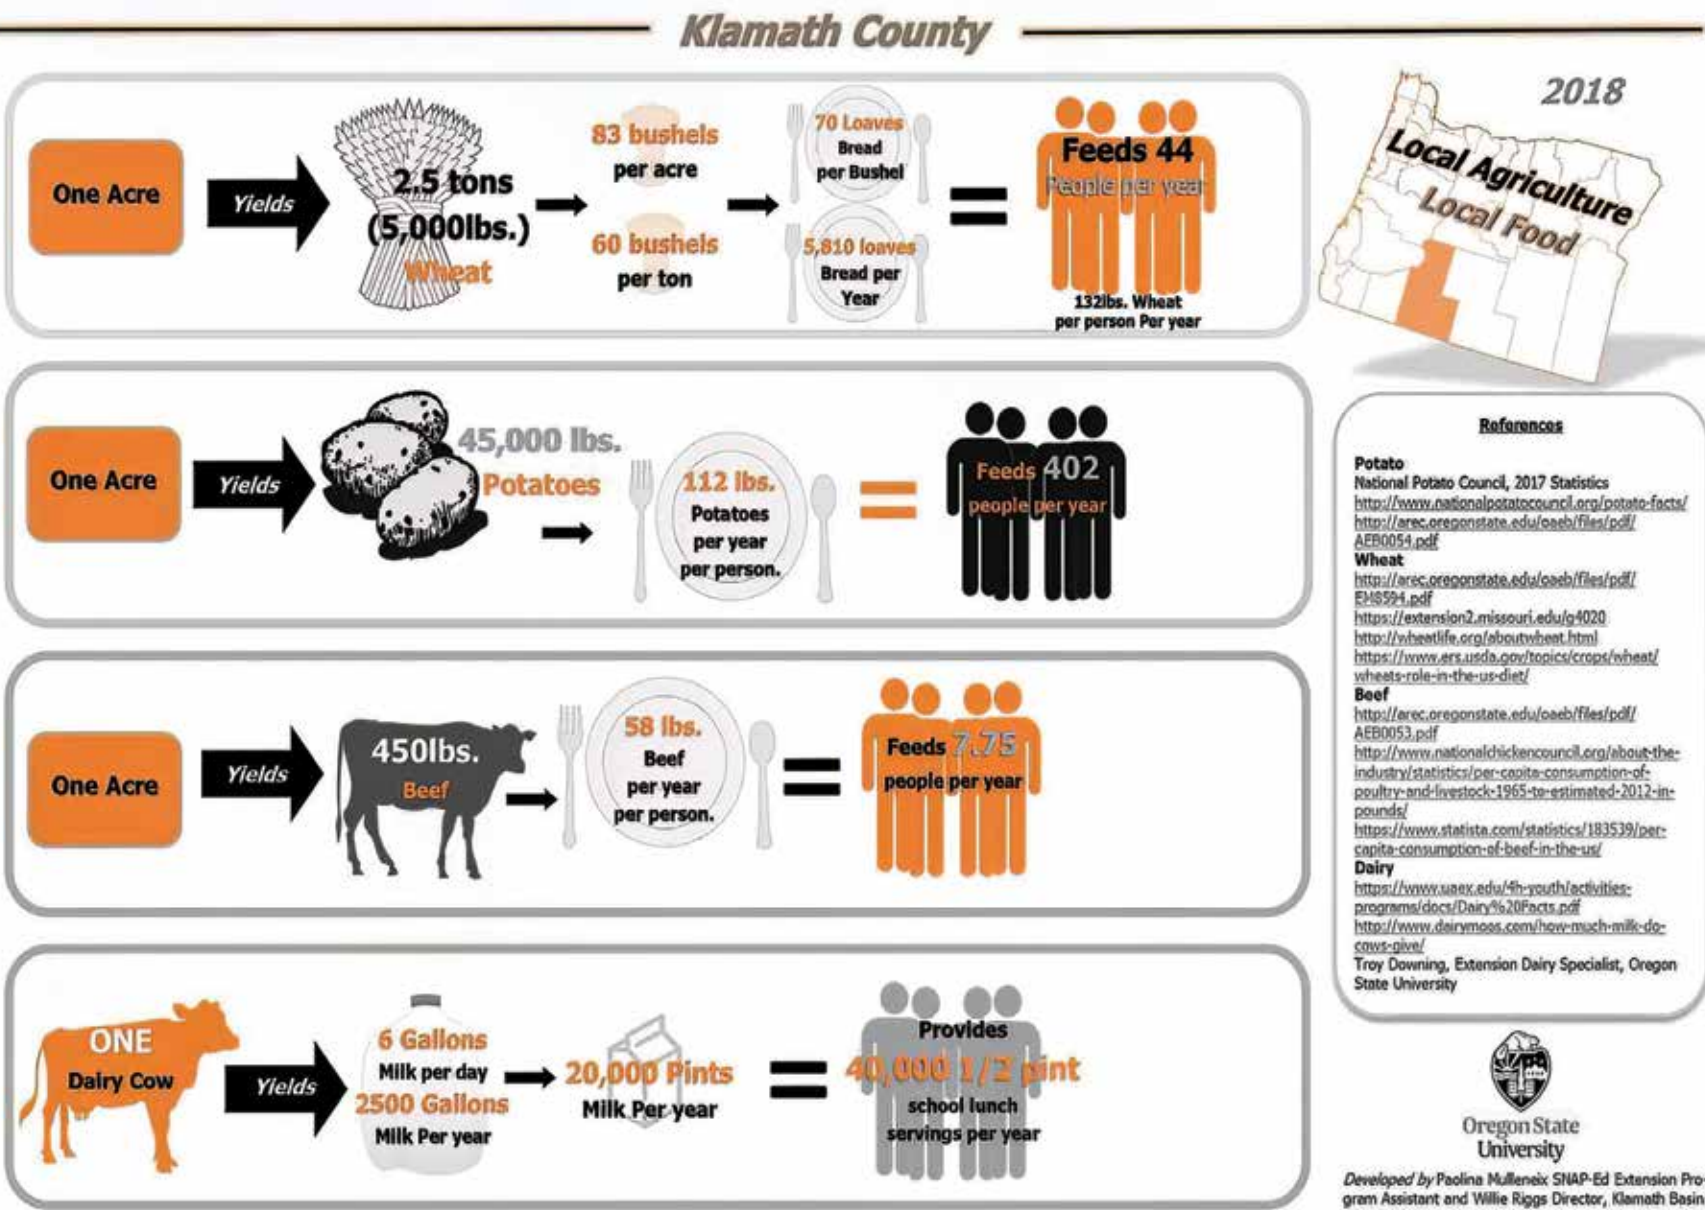 Klamath County
One Acre
Yields
2.5 tons
(5,000lbs.)
Wheat
83 bushels
per acre
60 bushels
per ton
70 Loaves
Bread
per Bushel
5,810 loaves
Bread per
Year
Feeds 44
People per year
132lbs. Wheat
per person Per year
2018
Local Agriculture
Local Food
One Acre
Yields
45,000 lbs.
Potatoes
112 lbs.
Potatoes
per year
per person.
Feeds 402
people per year
One Acre
Yields
450lbs.
Beef
58 lbs.
Beef
per year
per person.
Feeds 7.75
people per year
ONE
Dairy Cow
Yields
6 Gallons
Milk per day
2500 Gallons
Milk Per year
20,000 Pints
Milk Per year
Provides
40,000 1/2 pint
school lunch
servings per year
References
Potato
National Potato Council, 2017 Statistics
http://www.nationalpotatocouncil.org/potato-facts/
http://arec.oregonstate.edu/oaeb/files/pdf/
AEB0054.pdf
Wheat
http://arec.oregonstate.edu/oaeb/files/pdf/
EM8594.pdf
https://extension2.missouri.edu/g4020
http://wheatlife.org/aboutwheat.html
https://www.ers.usda.gov/topics/crops/wheat/
wheats-role-in-the-us-diet/
Beef
http://arec.oregonstate.edu/oaeb/files/pdf/
AEB0053.pdf
http://www.nationalchickencouncil.org/about-the-
industry/statistics/per-capita-consumption-of-
poultry-and-livestock-1965-to-estimated-2012-in-
pounds/
https://www.statista.com/statistics/183539/per-
capita-consumption-of-beef-in-the-us/
Dairy
https://www.uaex.edu/4h-youth/activities-
programs/docs/Dairy%20Facts.pdf
http://www.dairymoos.com/how-much-milk-do-
cows-give/
Troy Downing, Extension Dairy Specialist, Oregon
State University
Oregon State
University
Developed by Paolina Mulleneix SNAP-Ed Extension Pro-
gram Assistant and Willie Riggs Director, Klamath Basin